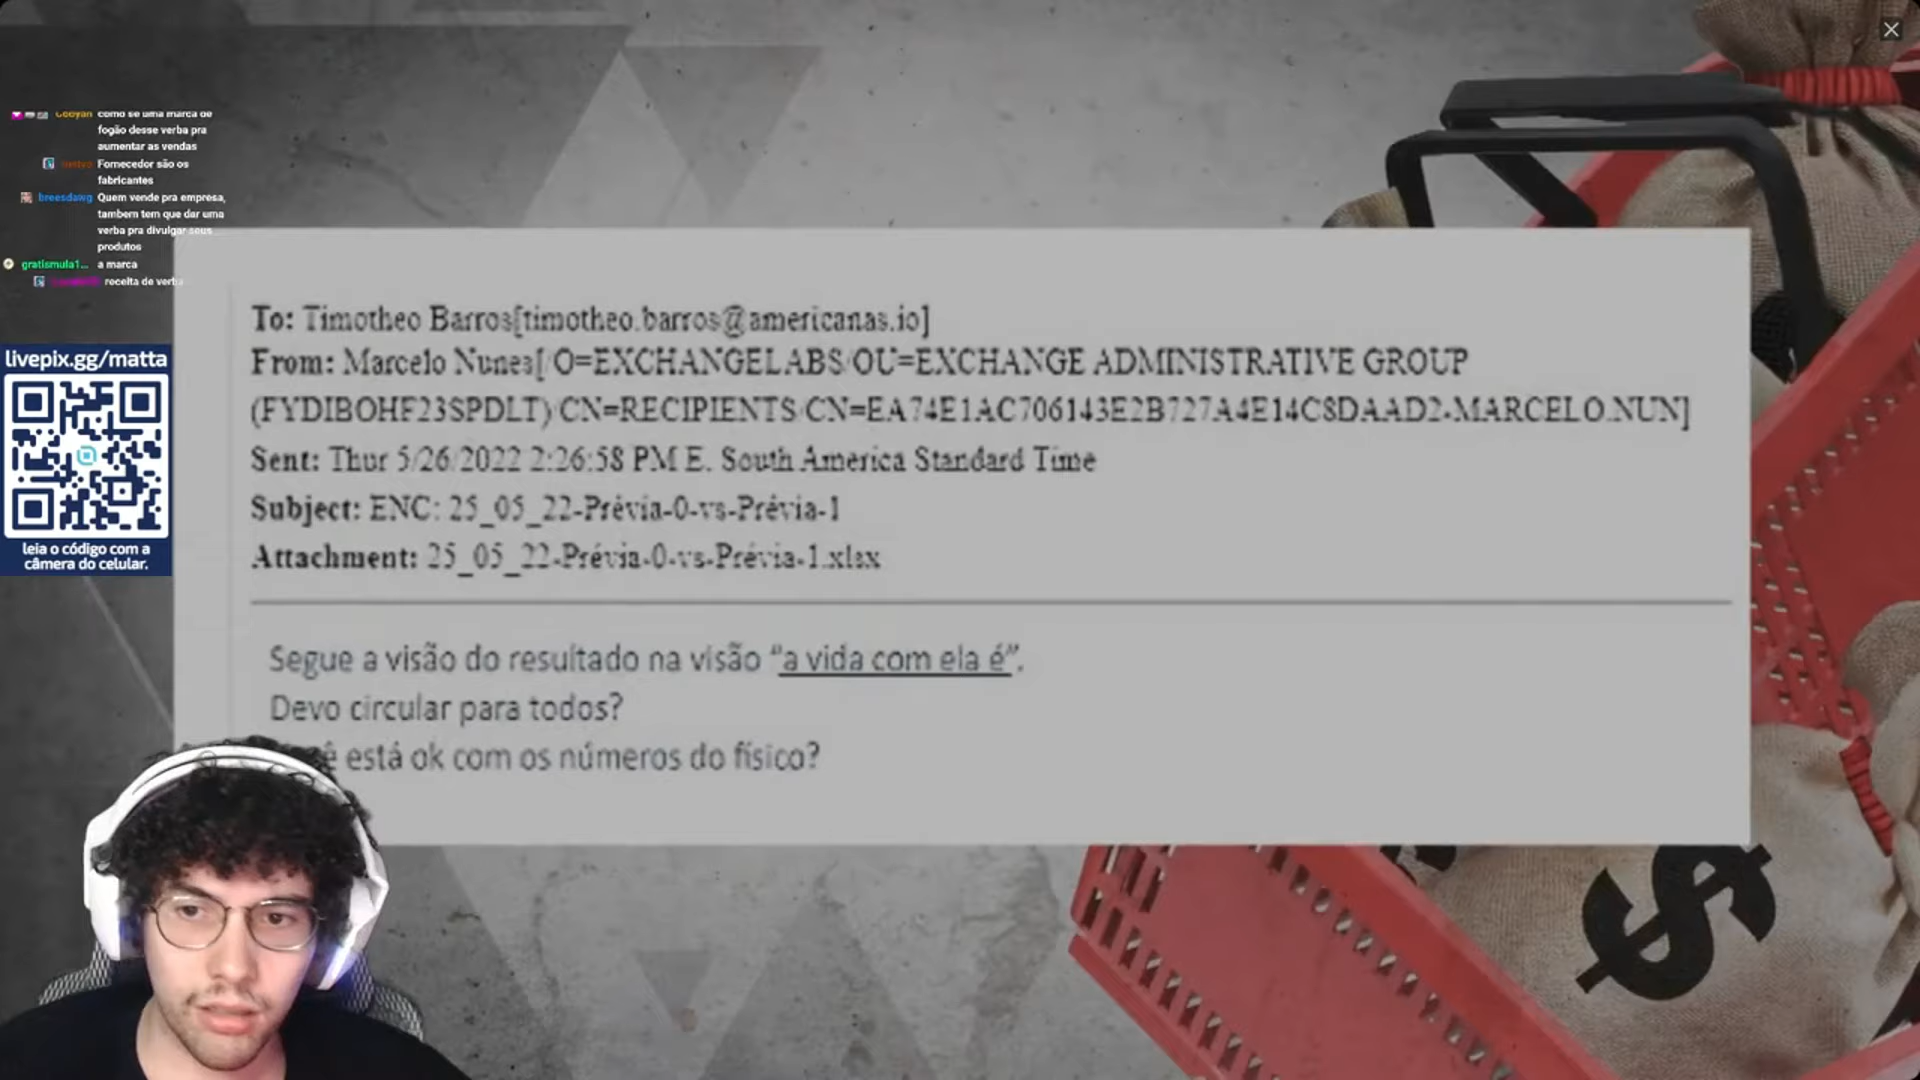 Cooyan como se uma marca de
fogão desse verba pra
aumentar as vendas
Fornecedor são os
fabricantes
breesdawg Quem vende pra empresa,
tambem tem que dar uma
verba pra divulgar seus
produtos
gratismula1... a marca
receita de verba
livepix.gg/matta
leia o código com a
câmera do celular.
To: Timotheo Barros[timotheo.barros@americanas.io]
From: Marcelo Nunes[/O=EXCHANGELABS/OU=EXCHANGE ADMINISTRATIVE GROUP
(FYDIBOHF23SPDLT)/CN=RECIPIENTS/CN=EA74E1AC706143E2B727A4E14C8DAAD2-MARCELO.NUN]
Sent: Thur 5/26/2022 2:26:58 PM E. South America Standard Time
Subject: ENC: 25_05_22-Prévia-0-vs-Prévia-1
Attachment: 25_05_22-Prévia-0-vs-Prévia-1.xlsx
Segue a visão do resultado na visão “a vida com ela é”.
Devo circular para todos?
ê está ok com os números do físico?
$